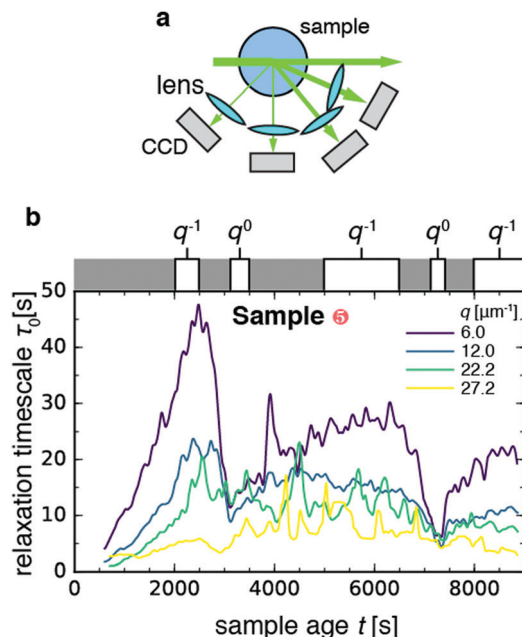 a
sample
lens
CCD
b
q⁻¹ q⁰ q⁻¹ q⁰ q⁻¹
Sample 5
q [µm⁻¹]
6.0
12.0
22.2
27.2
relaxation timescale τ₀[s]
50
40
30
20
10
0
0 2000 4000 6000 8000
sample age t [s]